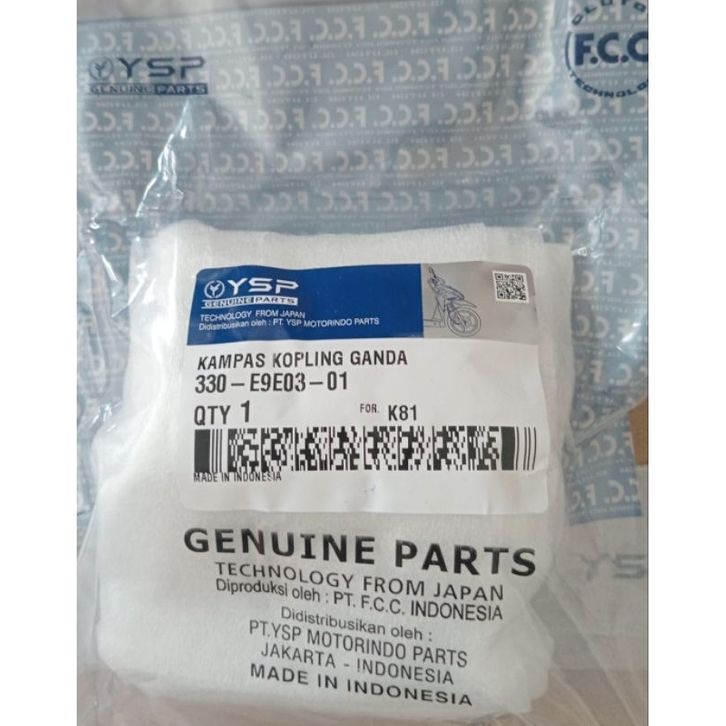 YSP
GENUINE PARTS
F.C.C.
TECHNOLOGY
YSP
GENUINE PARTS
TECHNOLOGY FROM JAPAN
Didistribusikan oleh : PT. YSP MOTORINDO PARTS
KAMPAS KOPLING GANDA
330-E9E03-01
QTY 1 FOR. K81
MADE IN INDONESIA
GENUINE PARTS
TECHNOLOGY FROM JAPAN
Diproduksi oleh : PT. F.C.C. INDONESIA
Didistribusikan oleh :
PT.YSP MOTORINDO PARTS
JAKARTA - INDONESIA
MADE IN INDONESIA
YSP